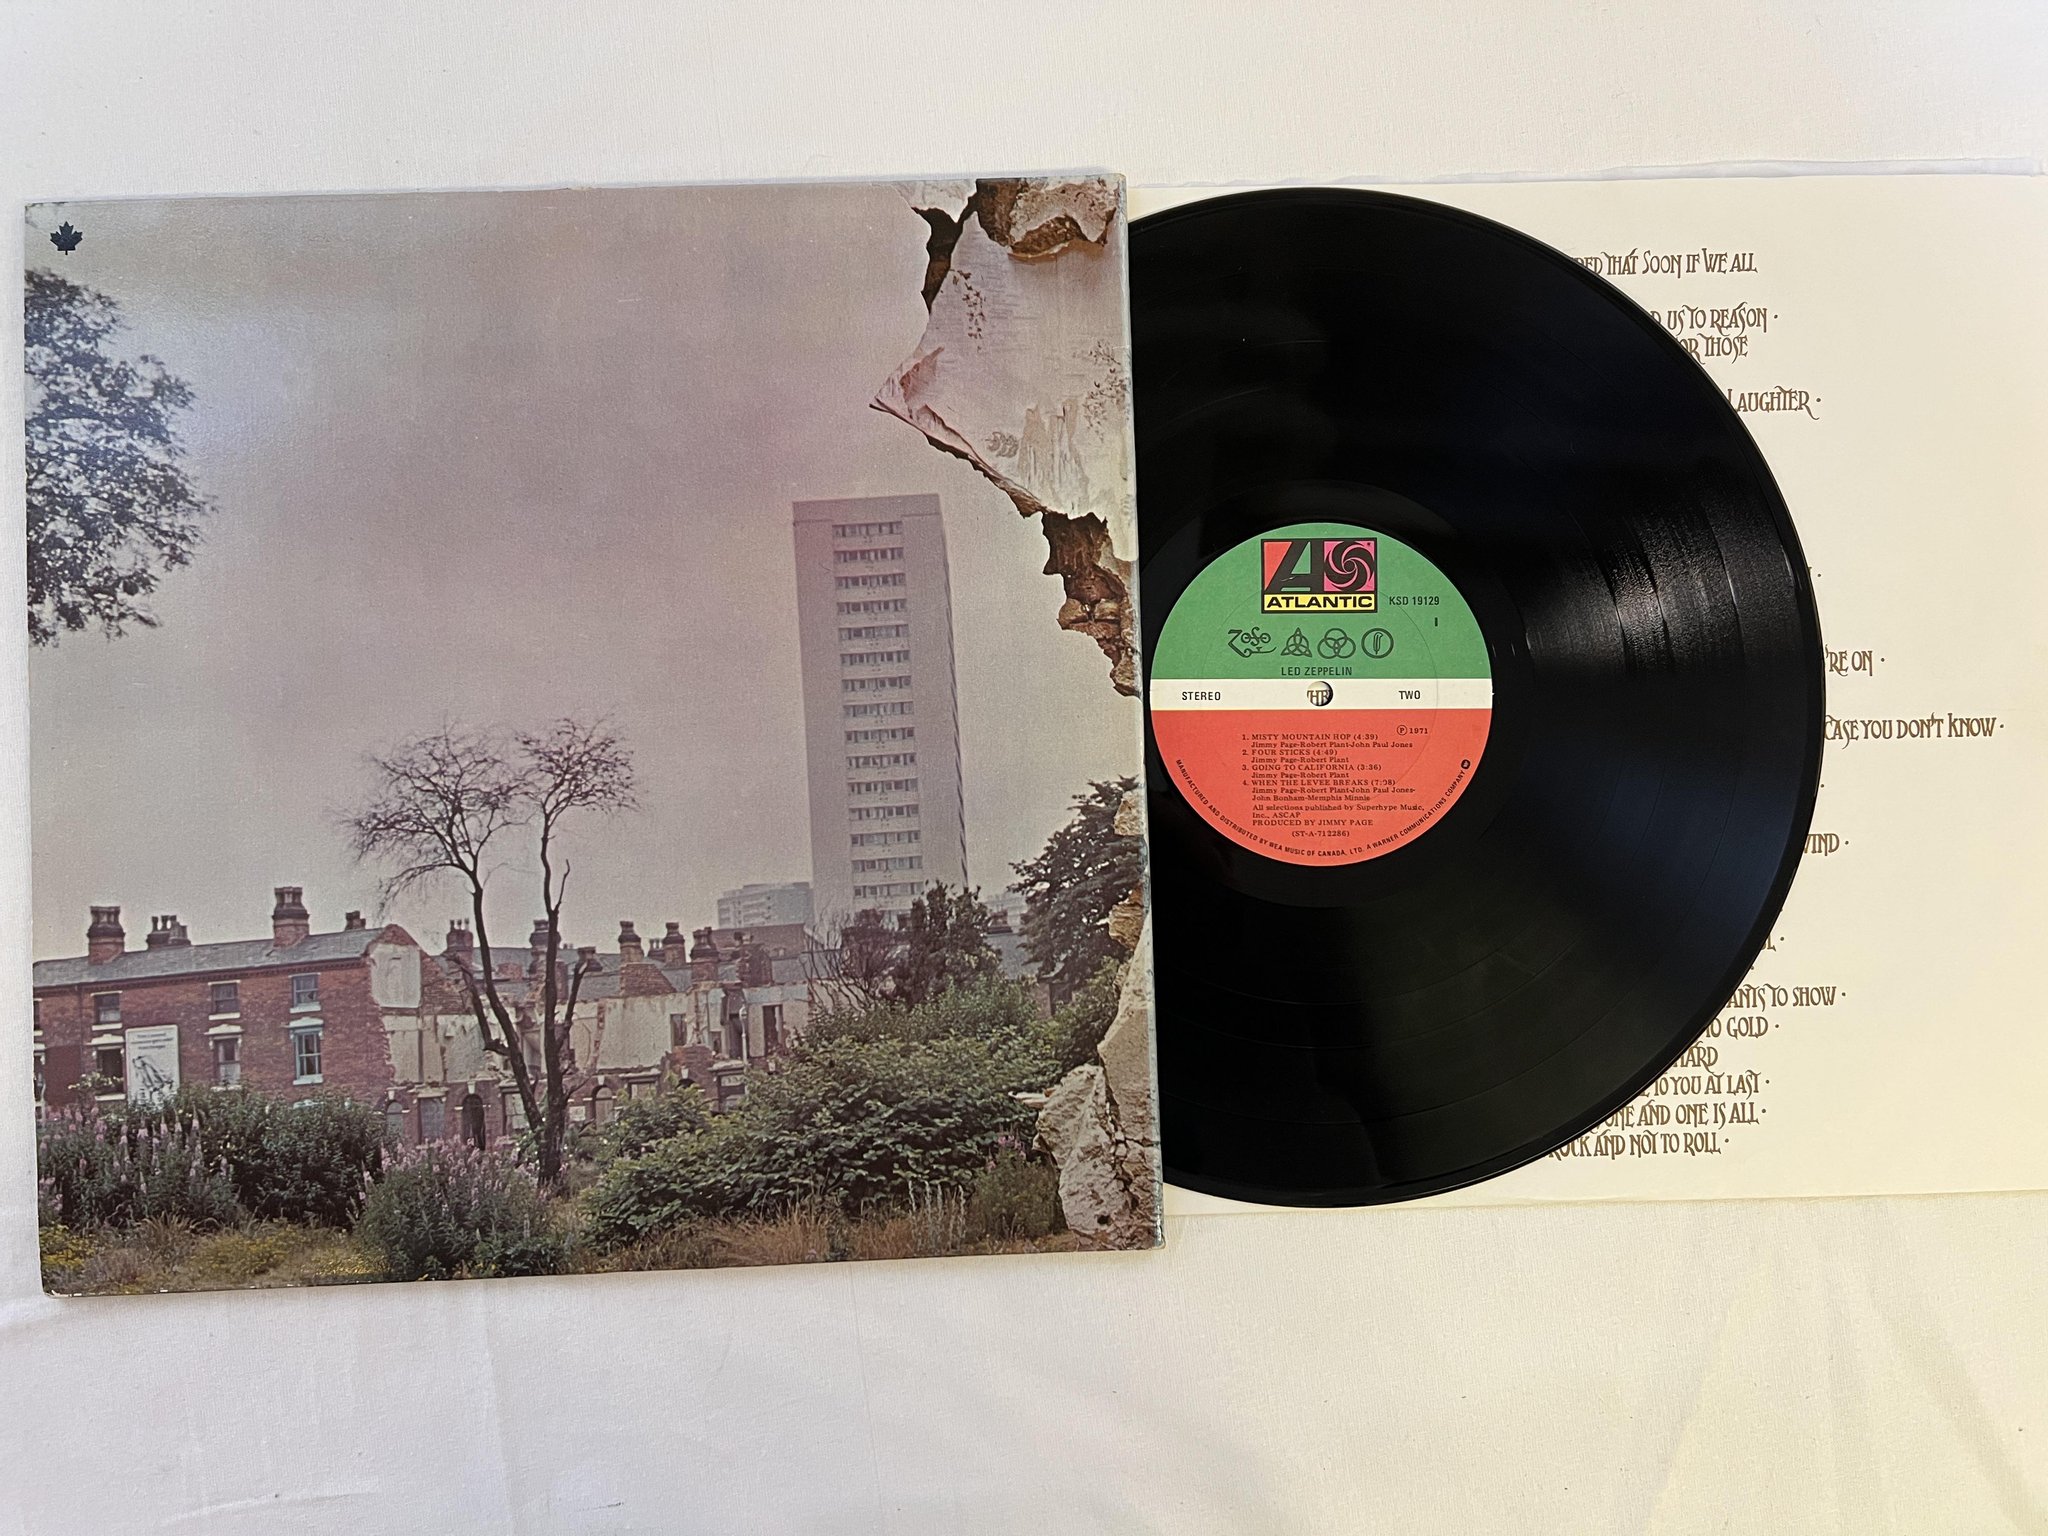 ATLANTIC
KSD 19129
LED ZEPPELIN
STEREO
TWO
℗ 1971
1. MISTY MOUNTAIN HOP (4:39)
Jimmy Page-Robert Plant-John Paul Jones
2. FOUR STICKS (4:49)
Jimmy Page-Robert Plant
3. GOING TO CALIFORNIA (3:36)
Jimmy Page-Robert Plant
4. WHEN THE LEVEE BREAKS (7:08)
Jimmy Page-Robert Plant-John Paul Jones-
John Bonham-Memphis Minnie
All selections published by Superhype Music,
Inc., ASCAP
PRODUCED BY JIMMY PAGE
(ST-A-712286)
MANUFACTURED AND DISTRIBUTED BY WEA MUSIC OF CANADA, LTD. A WARNER COMMUNICATIONS COMPANY
THAT SOON IF WE ALL
US TO REASON ·
THOSE
LAUGHTER ·
'RE ON ·
CASE YOU DON'T KNOW ·
WIND ·
TO SHOW ·
TO GOLD ·
HARD
TO YOU AT LAST ·
ONE AND ONE IS ALL ·
ROCK AND NOT TO ROLL ·